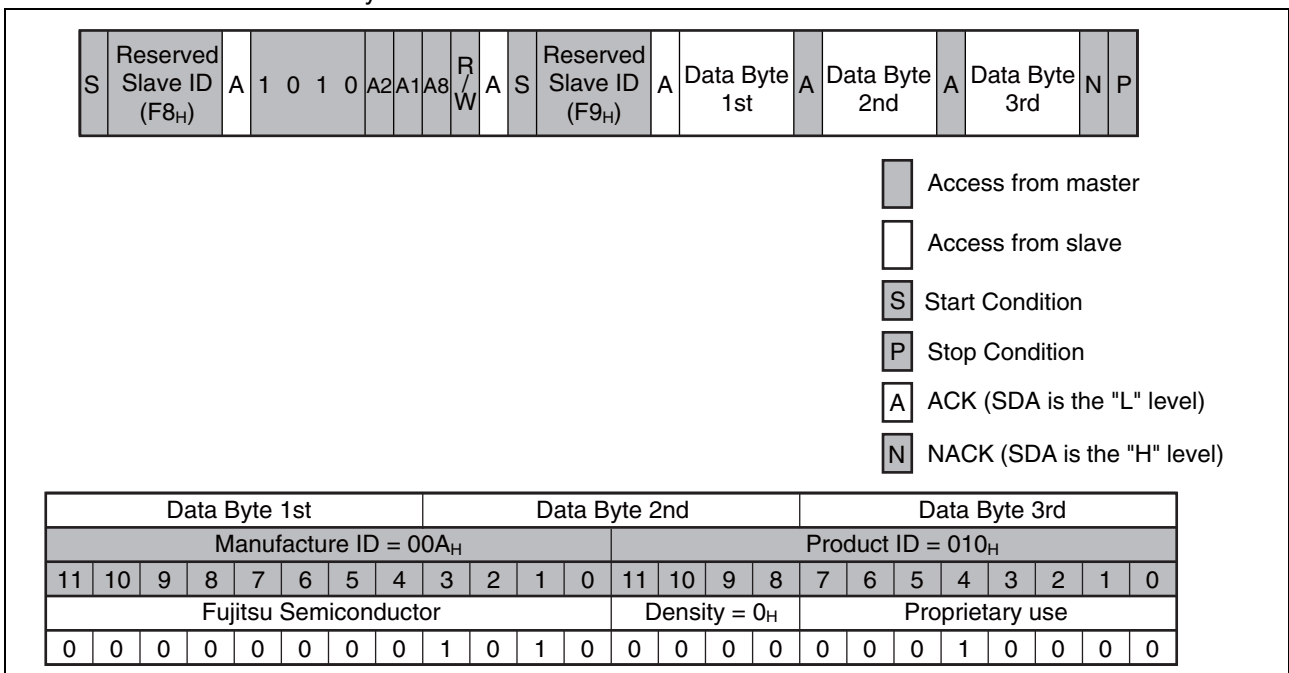 S Reserved Slave ID (F8H) A 1 0 1 0 A2 A1 A8 R/W A S Reserved Slave ID (F9H) A Data Byte 1st A Data Byte 2nd A Data Byte 3rd N P
Access from master
Access from slave
S Start Condition
P Stop Condition
A ACK (SDA is the "L" level)
N NACK (SDA is the "H" level)
Data Byte 1st Data Byte 2nd Data Byte 3rd
Manufacture ID = 00AH Product ID = 010H
11 10 9 8 7 6 5 4 3 2 1 0 11 10 9 8 7 6 5 4 3 2 1 0
Fujitsu Semiconductor Density = 0H Proprietary use
0 0 0 0 0 0 0 0 1 0 1 0 0 0 0 0 0 0 0 1 0 0 0 0